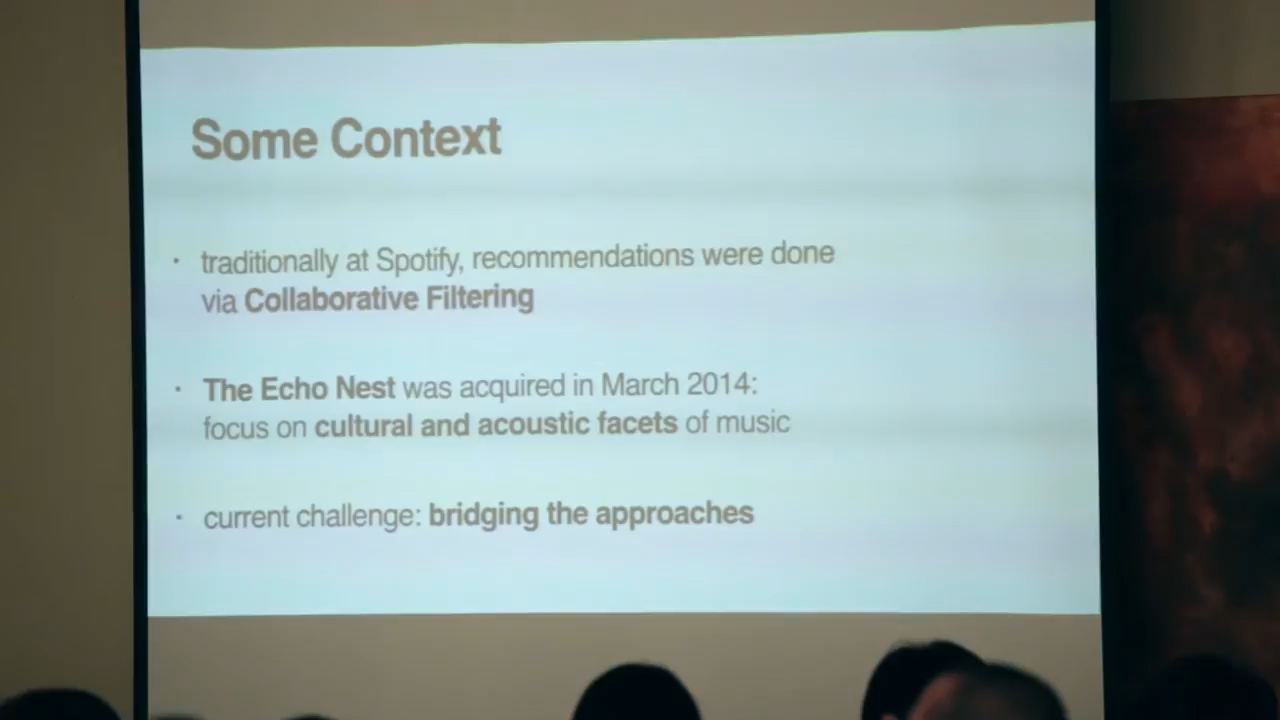 Some Context
· traditionally at Spotify, recommendations were done
via Collaborative Filtering
· The Echo Nest was acquired in March 2014:
focus on cultural and acoustic facets of music
· current challenge: bridging the approaches